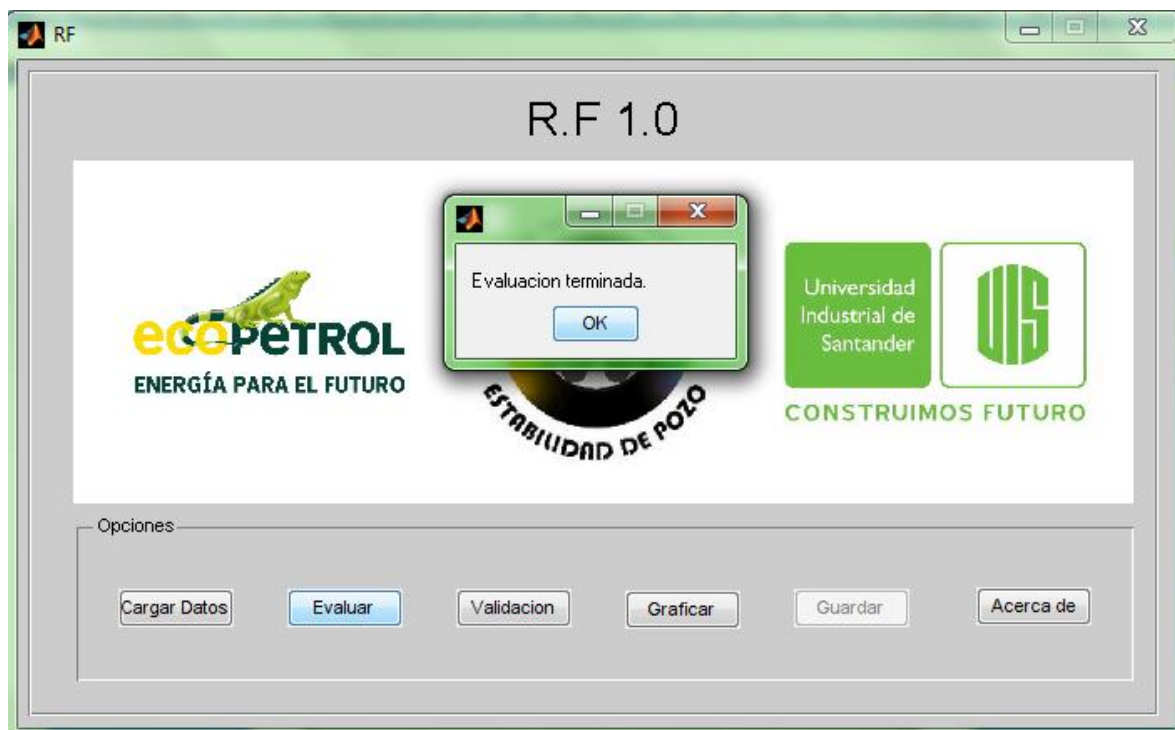 RF
R.F 1.0
Evaluacion terminada.
OK
ecoPeTROL
ENERGÍA PARA EL FUTURO
ESTABILIDAD DE POZO
Universidad
Industrial de
Santander
UIS
CONSTRUIMOS FUTURO
Opciones
Cargar Datos
Evaluar
Validacion
Graficar
Guardar
Acerca de